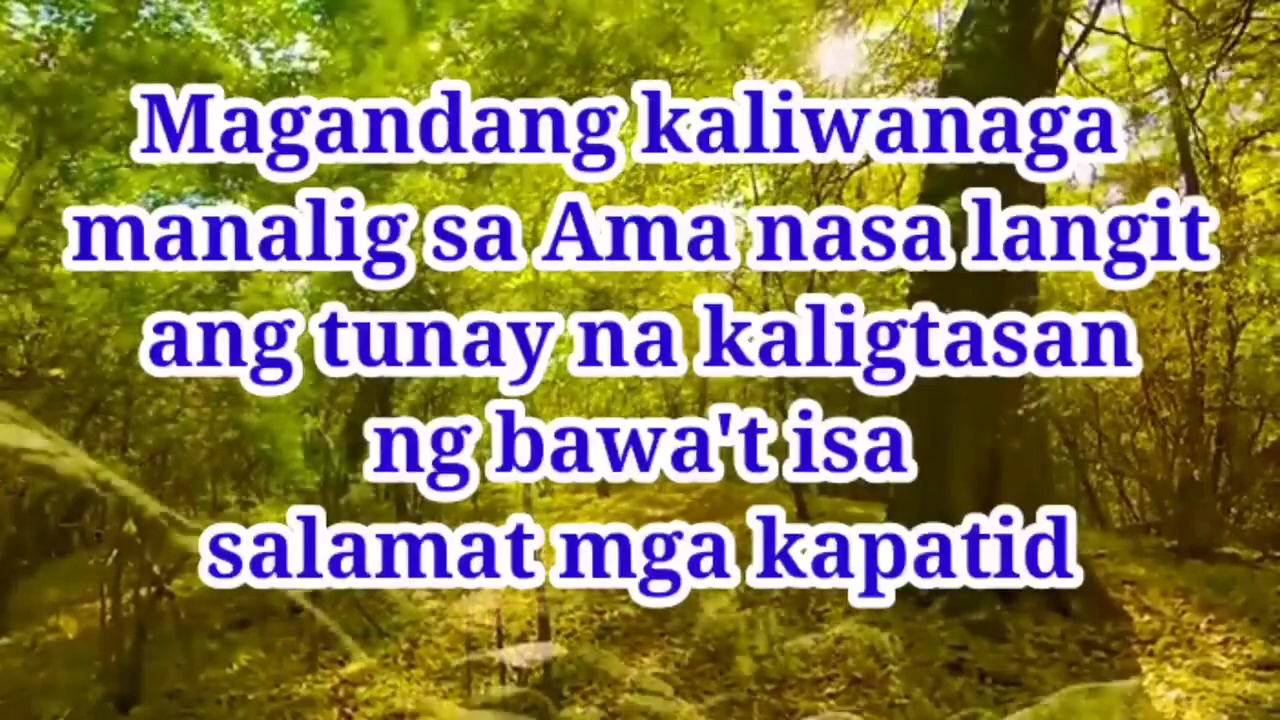 Magandang kaliwanaga
manalig sa Ama nasa langit
ang tunay na kaligtasan
ng bawa't isa
salamat mga kapatid